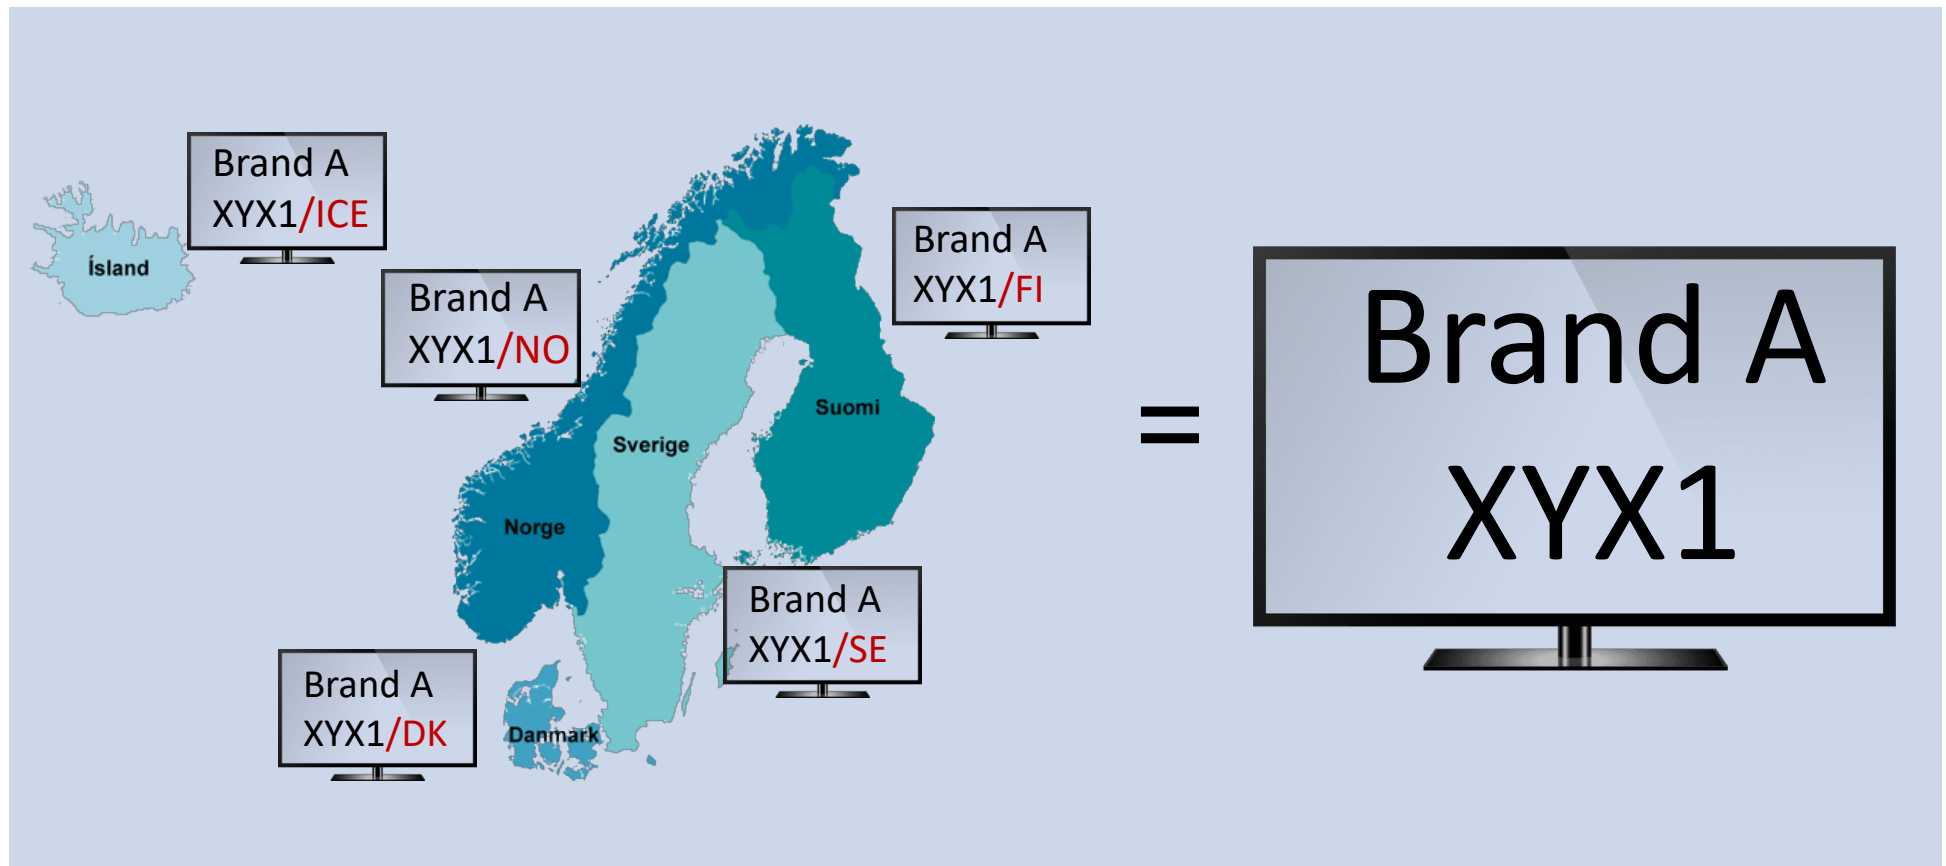 Brand A
XYX1/ICE
Ísland
Brand A
XYX1/NO
Brand A
XYX1/FI
Suomi
Sverige
Norge
Brand A
XYX1/SE
Brand A
XYX1/DK
Danmark
=
Brand A
XYX1